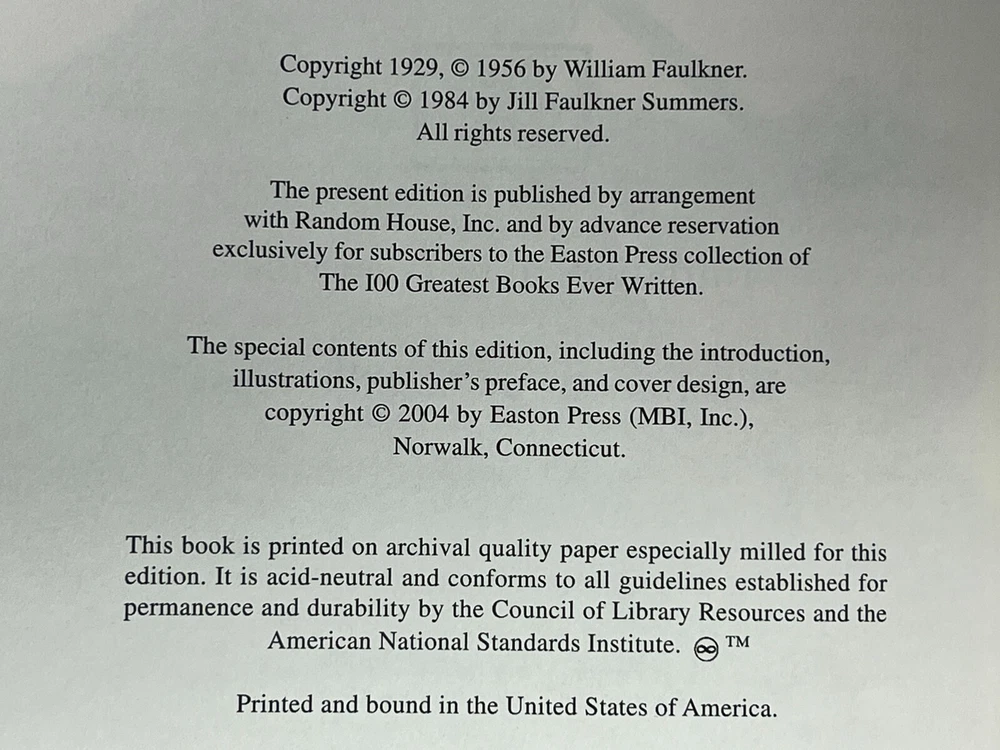 Copyright 1929, © 1956 by William Faulkner.
Copyright © 1984 by Jill Faulkner Summers.
All rights reserved.
The present edition is published by arrangement
with Random House, Inc. and by advance reservation
exclusively for subscribers to the Easton Press collection of
The I00 Greatest Books Ever Written.
The special contents of this edition, including the introduction,
illustrations, publisher's preface, and cover design, are
copyright © 2004 by Easton Press (MBI, Inc.),
Norwalk, Connecticut.
This book is printed on archival quality paper especially milled for this
edition. It is acid-neutral and conforms to all guidelines established for
permanence and durability by the Council of Library Resources and the
American National Standards Institute. ♾ ™
Printed and bound in the United States of America.